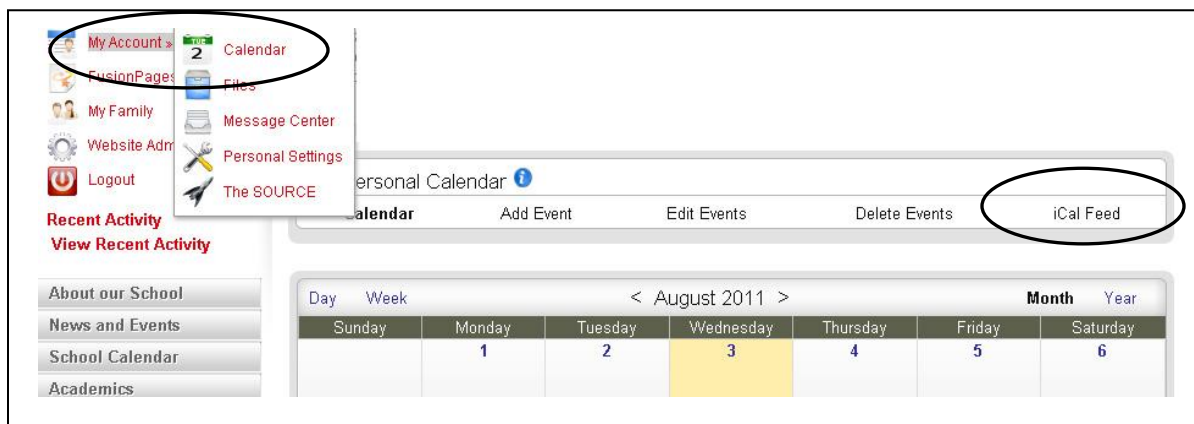 My Account »
FusionPages
My Family
Website Adm
Logout
Recent Activity
View Recent Activity
TUE
2
Calendar
Files
Message Center
Personal Settings
The SOURCE
ersonal Calendar i
alendar Add Event Edit Events Delete Events iCal Feed
About our School
News and Events
School Calendar
Academics
Day Week < August 2011 > Month Year
Sunday Monday Tuesday Wednesday Thursday Friday Saturday
1 2 3 4 5 6